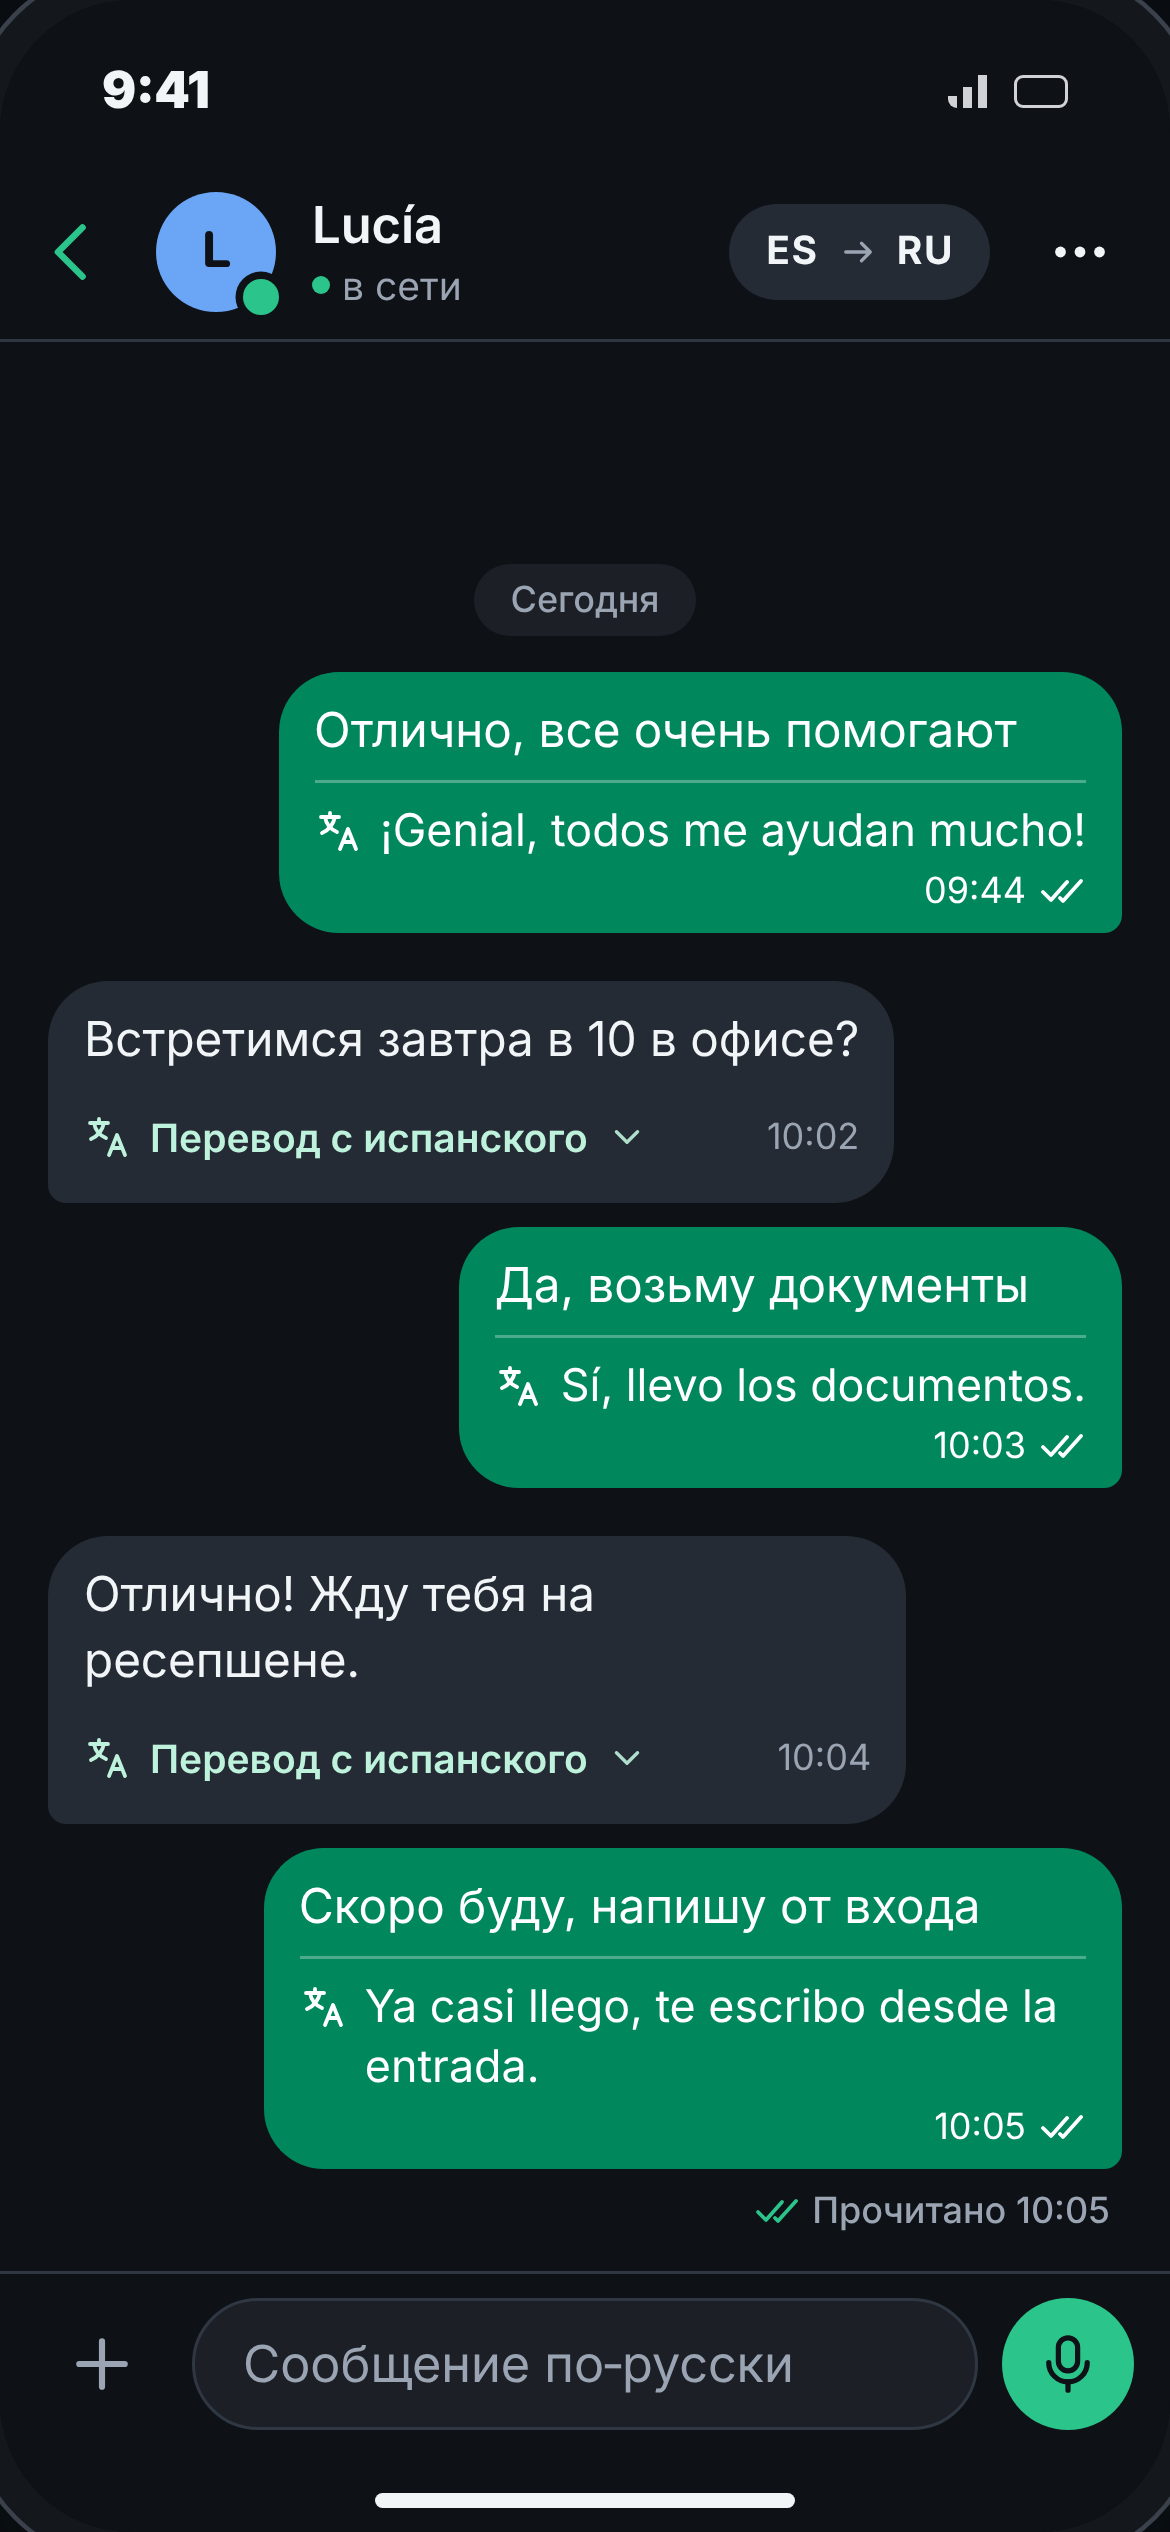 9:41
L
Lucía
в сети
ES → RU
Сегодня
Отлично, все очень помогают
¡Genial, todos me ayudan mucho!
09:44
Встретимся завтра в 10 в офисе?
Перевод с испанского
10:02
Да, возьму документы
Sí, llevo los documentos.
10:03
Отлично! Жду тебя на
ресепшене.
Перевод с испанского
10:04
Скоро буду, напишу от входа
Ya casi llego, te escribo desde la
entrada.
10:05
Прочитано 10:05
Сообщение по-русски